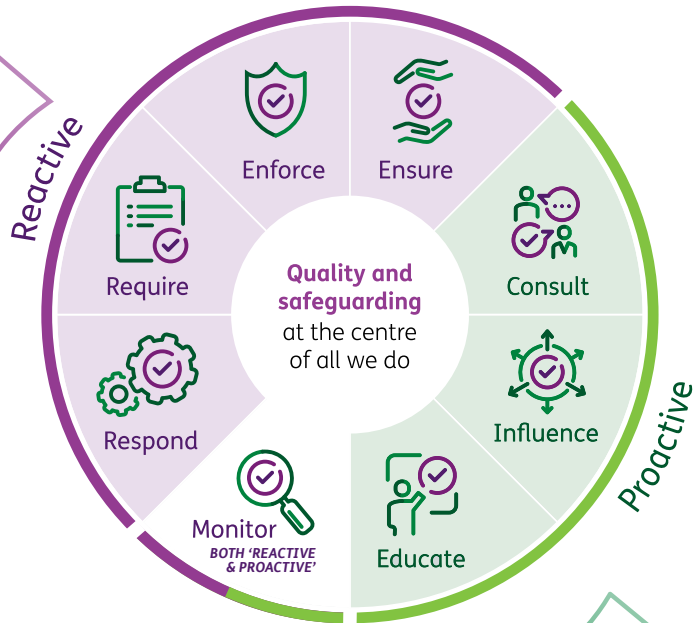 Reactive
Enforce
Ensure
Require
Consult
Quality and
safeguarding
at the centre
of all we do
Respond
Influence
Proactive
Monitor
BOTH ‘REACTIVE
& PROACTIVE’
Educate